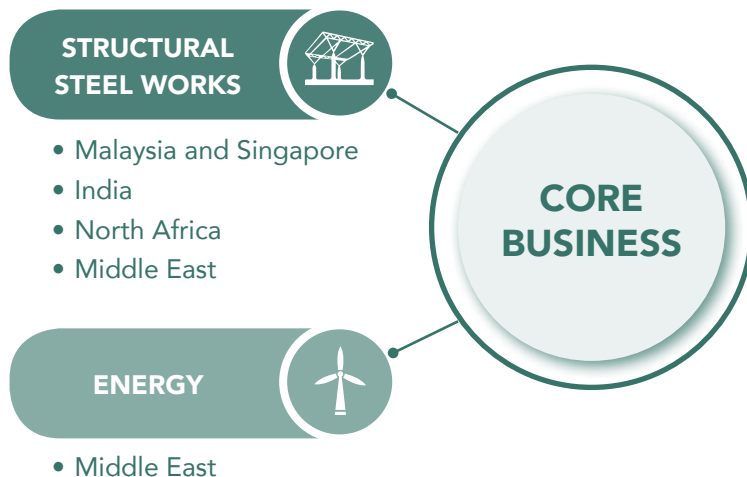 STRUCTURAL
STEEL WORKS
• Malaysia and Singapore
• India
• North Africa
• Middle East
CORE
BUSINESS
ENERGY
• Middle East